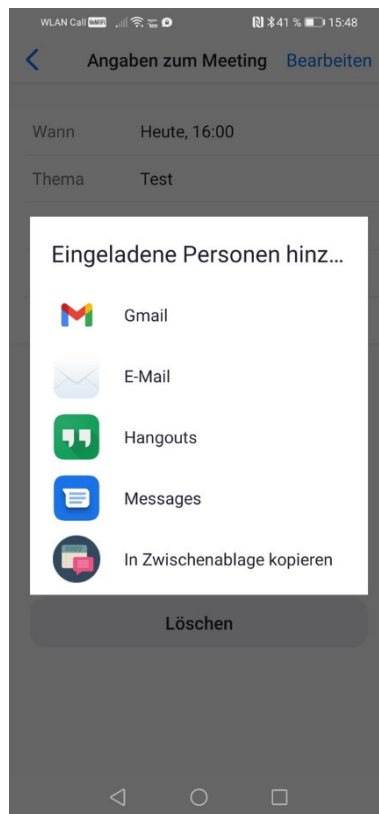 WLAN Call 41 % 15:48
Angaben zum Meeting Bearbeiten
Wann Heute, 16:00
Thema Test
Eingeladene Personen hinz...
Gmail
E-Mail
Hangouts
Messages
In Zwischenablage kopieren
Löschen